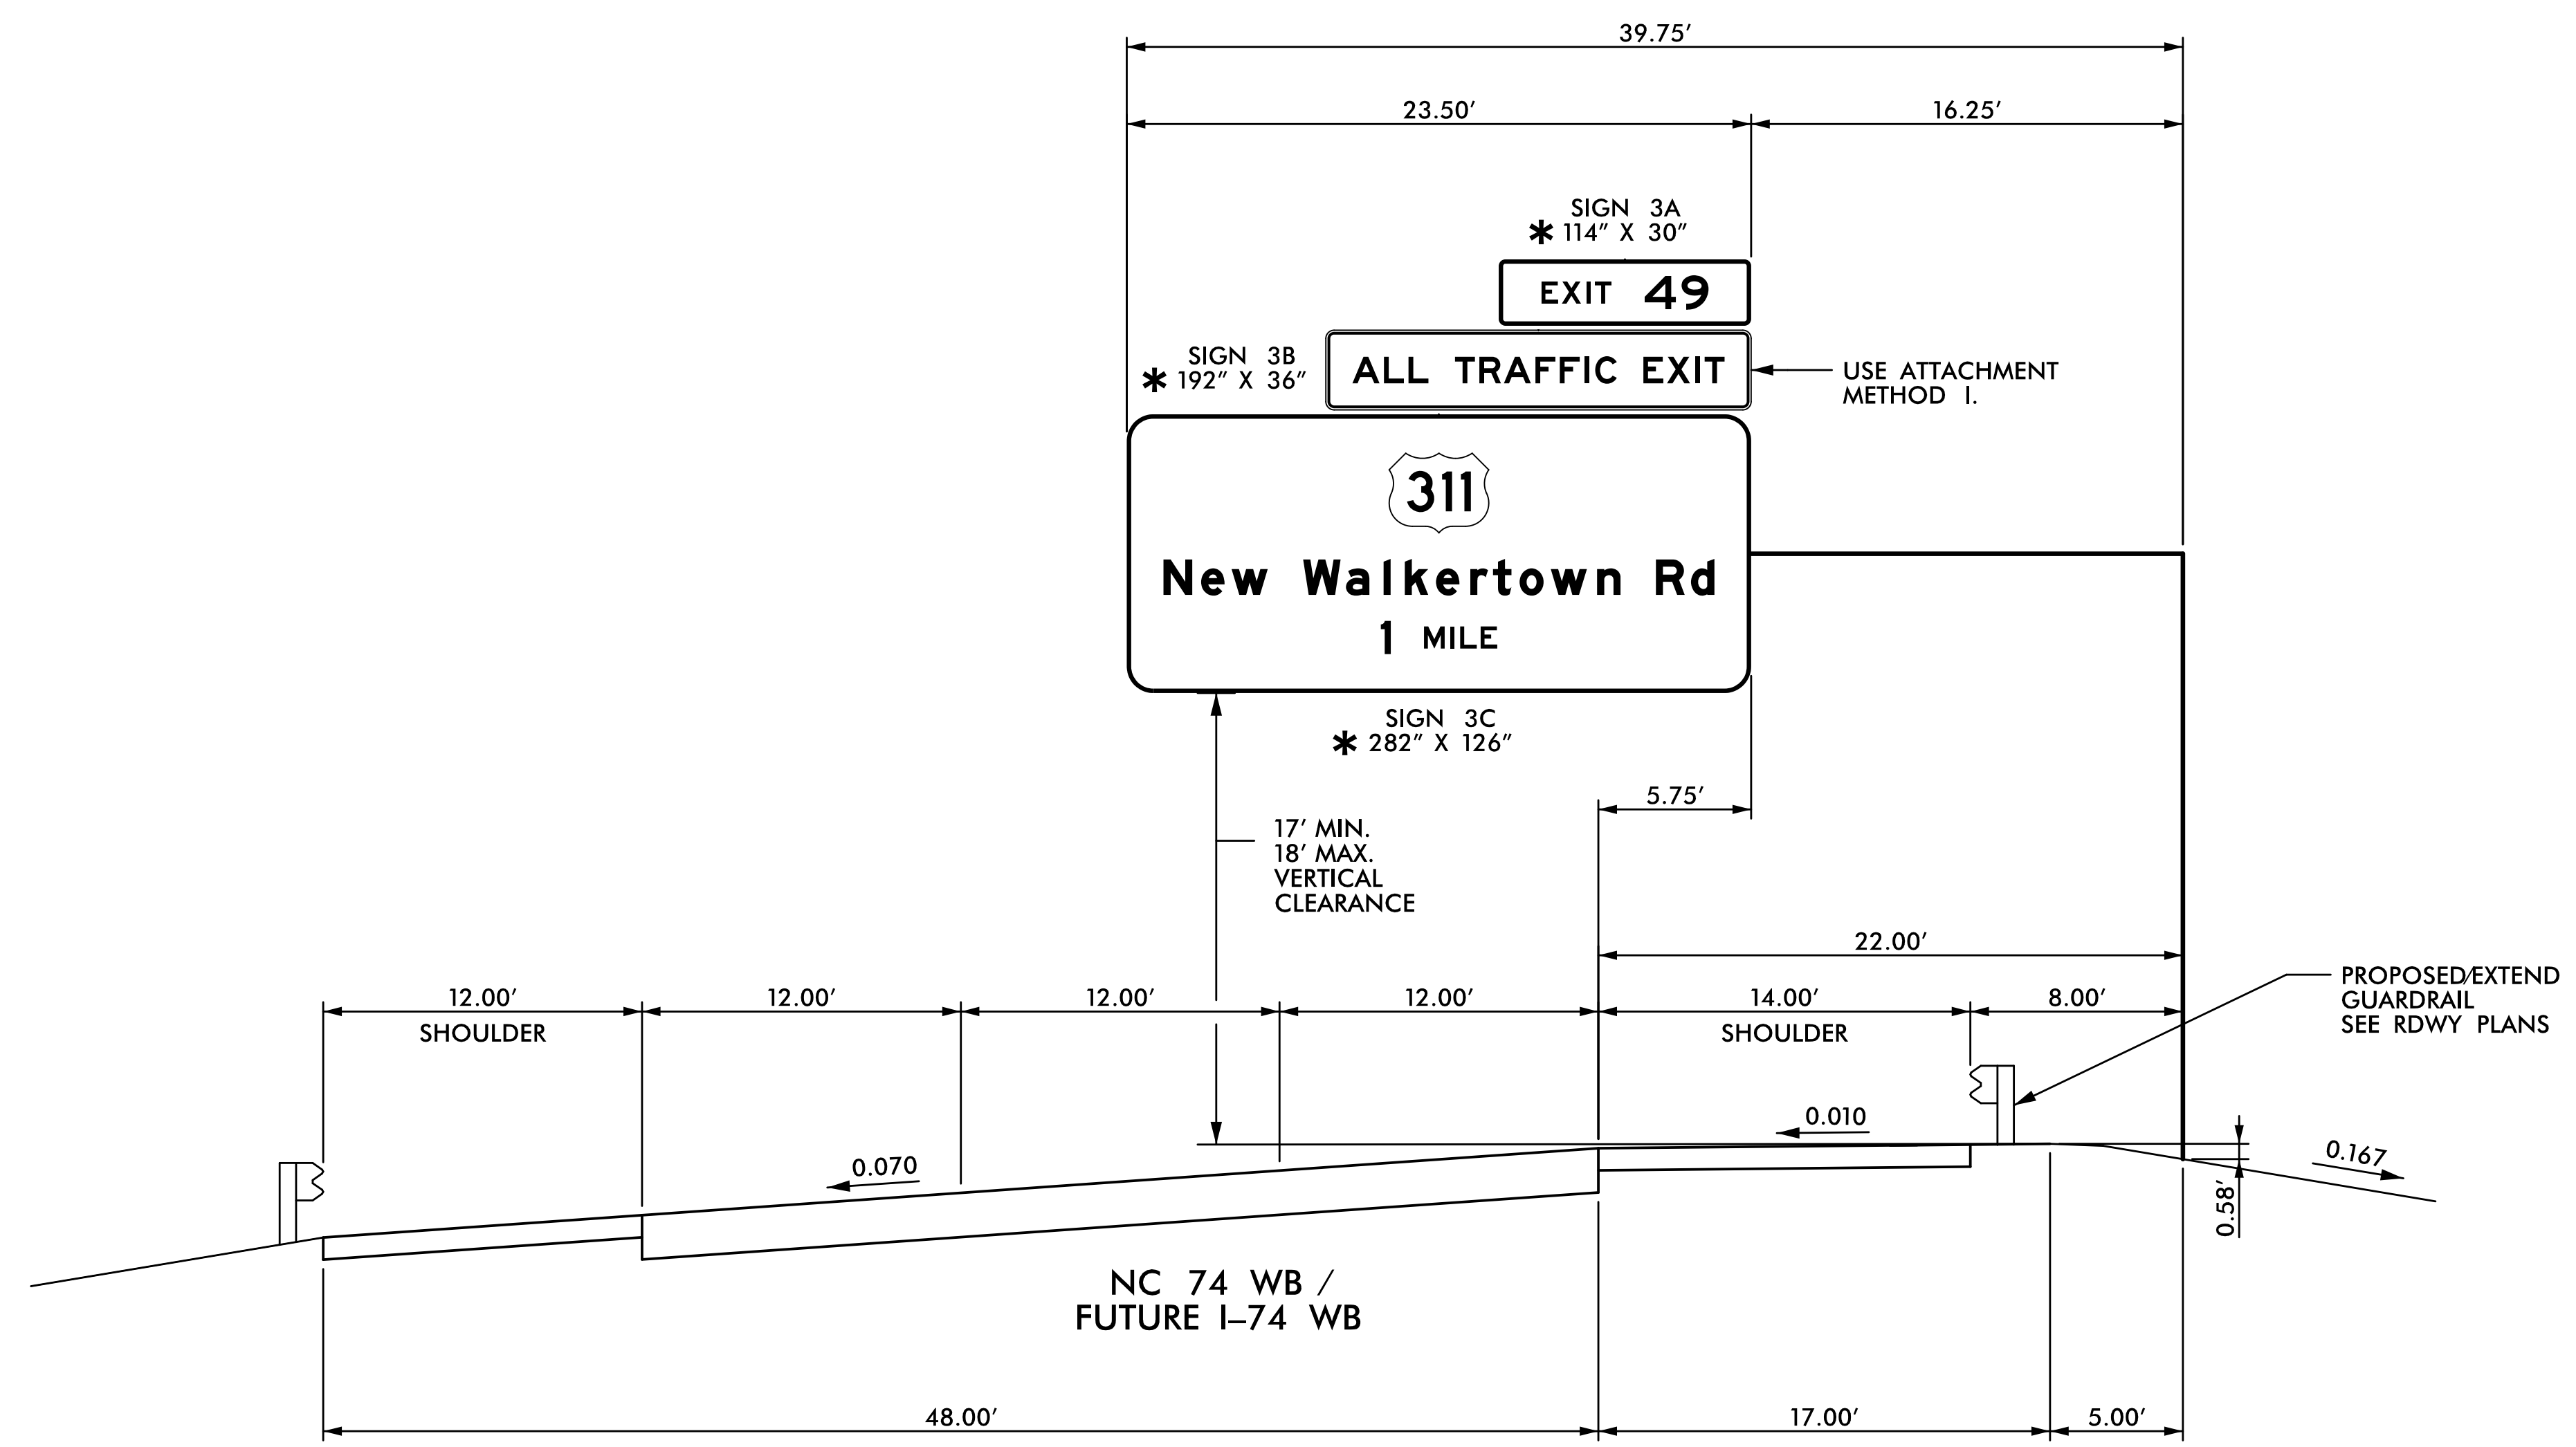 39.75'
23.50'
16.25'
SIGN 3A
* 114" X 30"
EXIT 49
SIGN 3B
* 192" X 36"
ALL TRAFFIC EXIT
USE ATTACHMENT
METHOD I.
311
New Walkertown Rd
1 MILE
SIGN 3C
* 282" X 126"
5.75'
17' MIN.
18' MAX.
VERTICAL
CLEARANCE
22.00'
PROPOSED/EXTEND
GUARDRAIL
SEE RDWY PLANS
12.00'
SHOULDER
12.00'
12.00'
12.00'
14.00'
SHOULDER
8.00'
0.070
0.010
0.167
0.58'
NC 74 WB /
FUTURE I-74 WB
48.00'
17.00'
5.00'